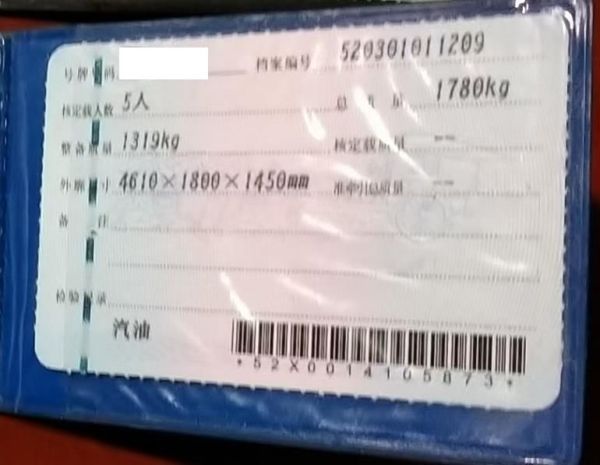 号牌号码 档案编号 520301011209
核定载人数 5人 总质量 1780kg
整备质量 1319kg 核定载质量 --
外廓尺寸 4610×1800×1450mm 准牵引总质量 --
备注
检验记录
汽油
*52X0014105873*